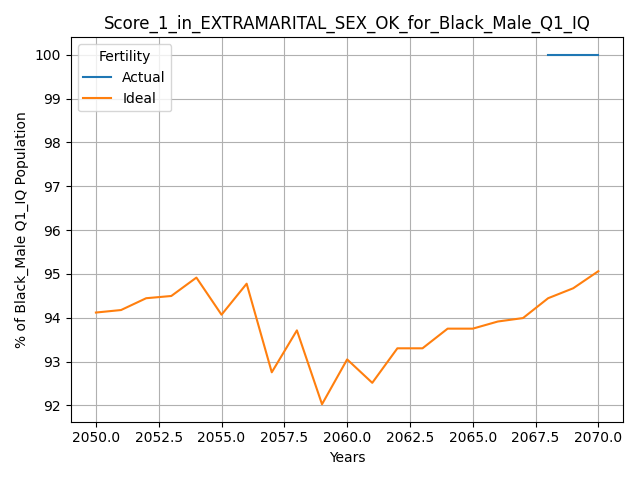 Score_1_in_EXTRAMARITAL_SEX_OK_for_Black_Male_Q1_IQ
Fertility
Actual
Ideal
% of Black_Male Q1_IQ Population
100
99
98
97
96
95
94
93
92
2050.0 2052.5 2055.0 2057.5 2060.0 2062.5 2065.0 2067.5 2070.0
Years